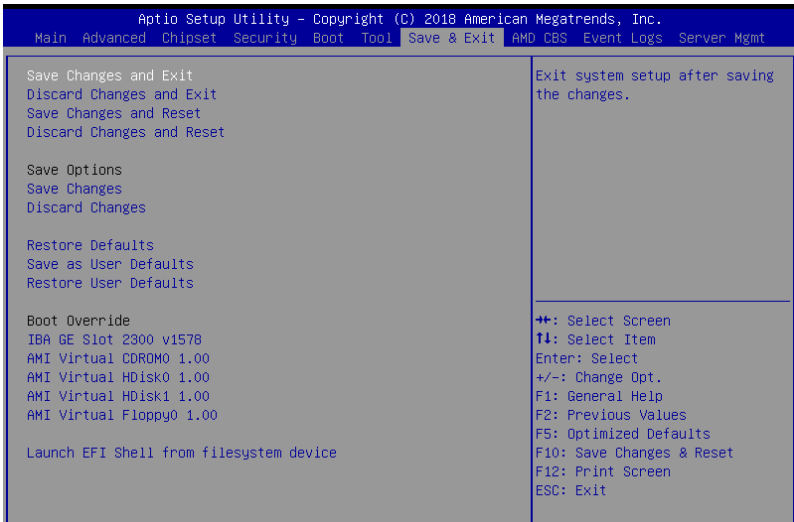 Aptio Setup Utility – Copyright (C) 2018 American Megatrends, Inc.
Main Advanced Chipset Security Boot Tool Save & Exit AMD CBS Event Logs Server Mgmt
Save Changes and Exit
Discard Changes and Exit
Save Changes and Reset
Discard Changes and Reset
Save Options
Save Changes
Discard Changes
Restore Defaults
Save as User Defaults
Restore User Defaults
Boot Override
IBA GE Slot 2300 v1578
AMI Virtual CDROM0 1.00
AMI Virtual HDisk0 1.00
AMI Virtual HDisk1 1.00
AMI Virtual Floppy0 1.00
Launch EFI Shell from filesystem device
Exit system setup after saving
the changes.
→←: Select Screen
↑↓: Select Item
Enter: Select
+/-: Change Opt.
F1: General Help
F2: Previous Values
F5: Optimized Defaults
F10: Save Changes & Reset
F12: Print Screen
ESC: Exit